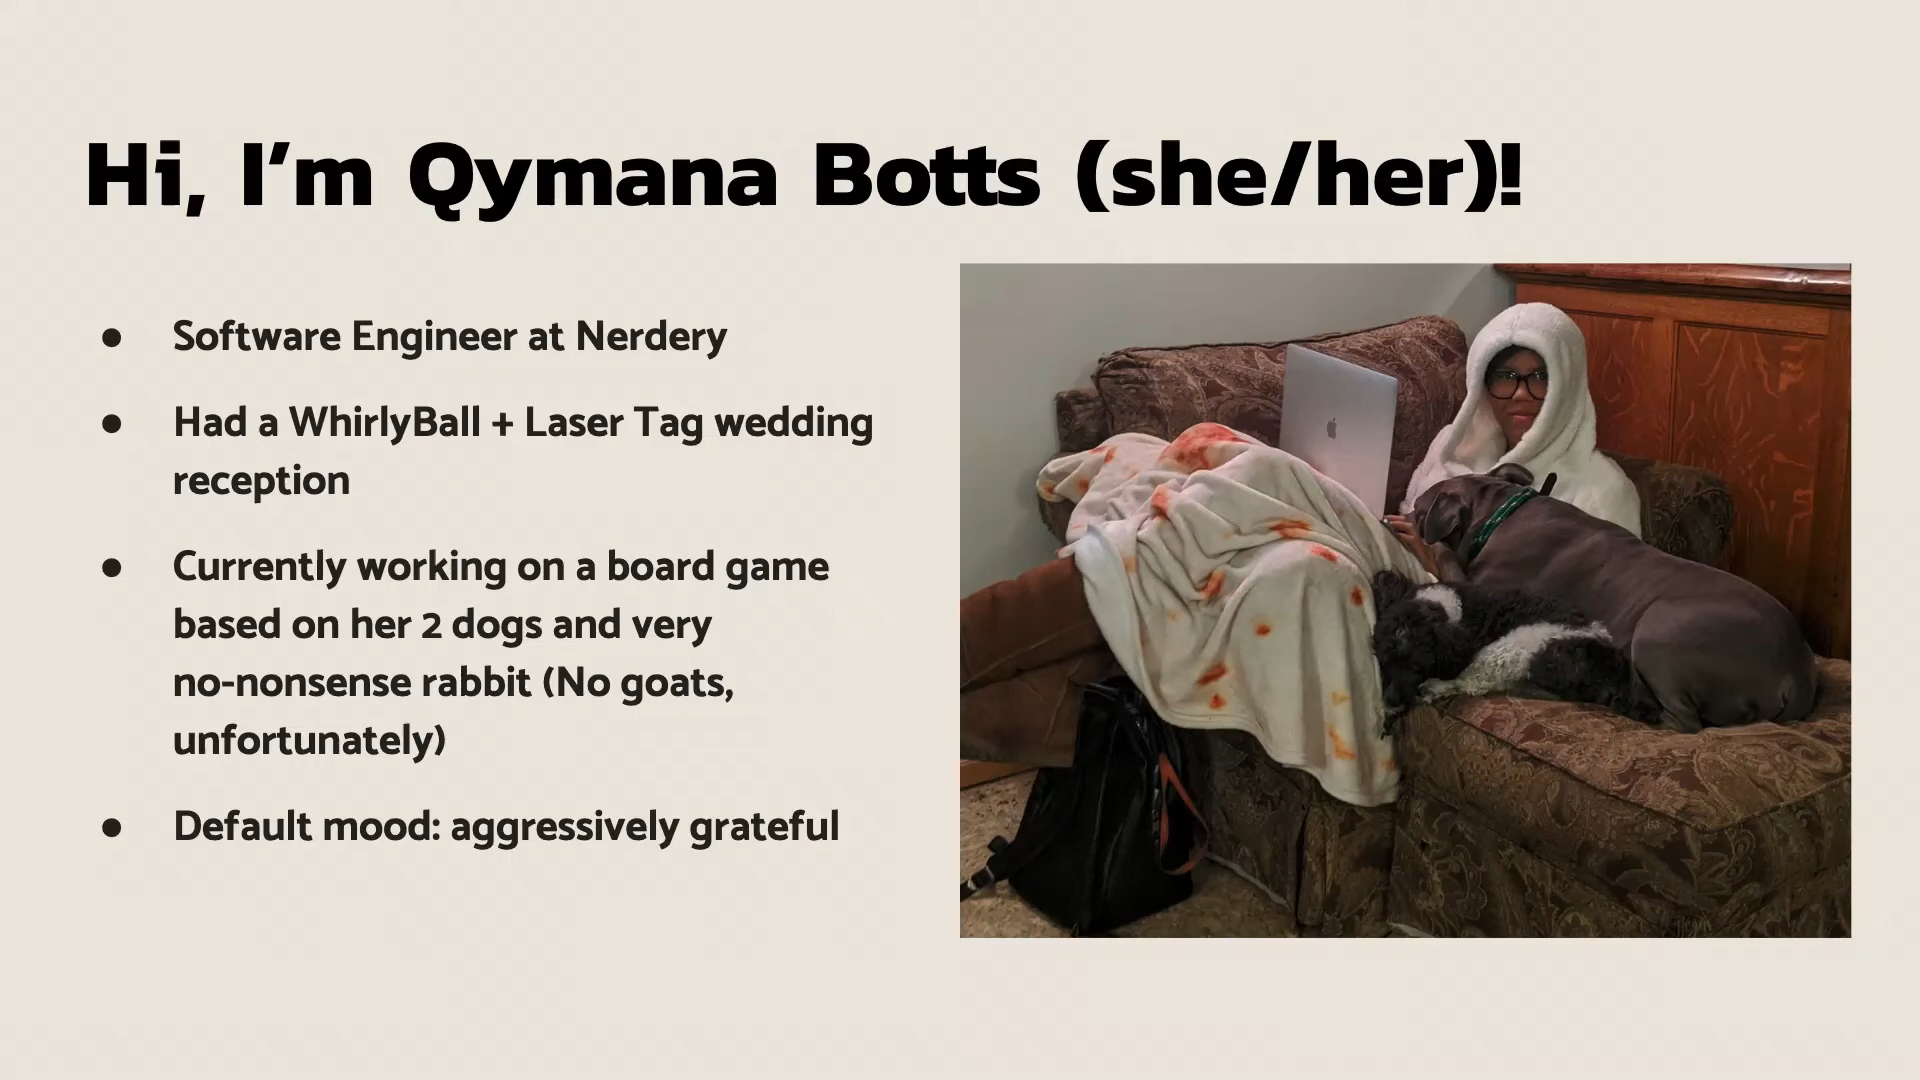 Hi, I’m Qymana Botts (she/her)!
● Software Engineer at Nerdery
● Had a WhirlyBall + Laser Tag wedding
reception
● Currently working on a board game
based on her 2 dogs and very
no-nonsense rabbit (No goats,
unfortunately)
● Default mood: aggressively grateful